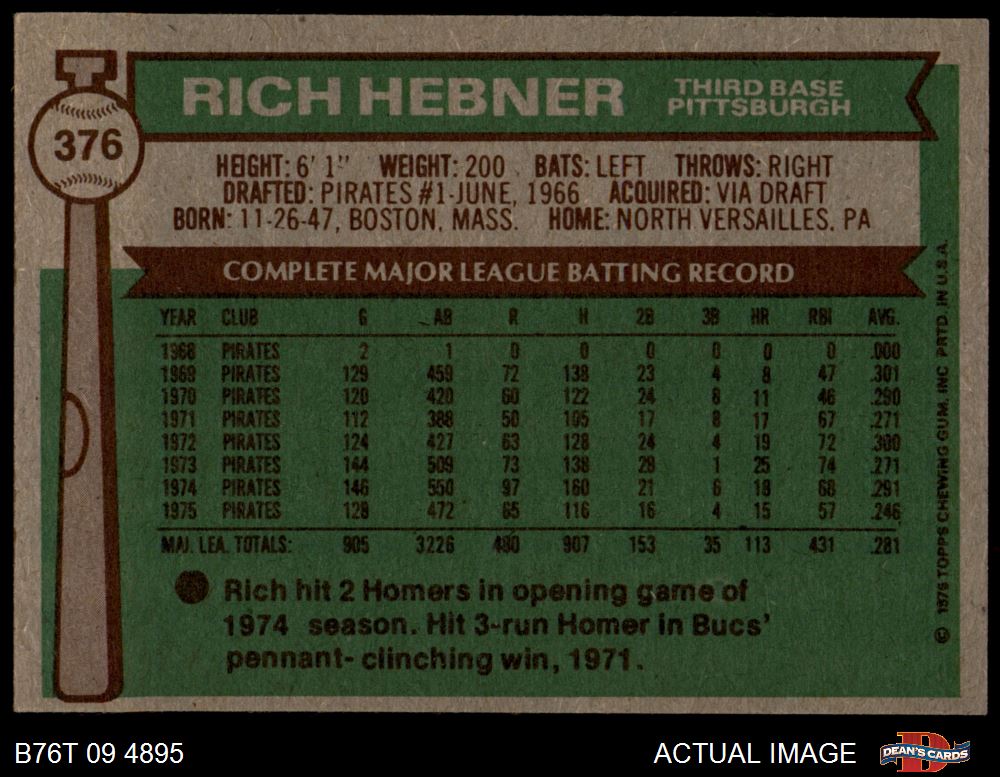 RICH HEBNER
THIRD BASE
PITTSBURGH
376
HEIGHT: 6' 1" WEIGHT: 200 BATS: LEFT THROWS: RIGHT
DRAFTED: PIRATES #1-JUNE, 1966 ACQUIRED: VIA DRAFT
BORN: 11-26-47, BOSTON, MASS. HOME: NORTH VERSAILLES, PA
COMPLETE MAJOR LEAGUE BATTING RECORD
YEAR CLUB G AB R H 2B 3B HR RBI AVG.
1968 PIRATES 2 1 0 0 0 0 0 0 .000
1969 PIRATES 129 459 72 138 23 4 8 47 .301
1970 PIRATES 120 420 60 122 24 8 11 46 .290
1971 PIRATES 112 388 50 105 17 8 17 67 .271
1972 PIRATES 124 427 63 128 24 4 19 72 .300
1973 PIRATES 144 509 73 138 28 1 25 74 .271
1974 PIRATES 146 550 97 160 21 6 18 68 .291
1975 PIRATES 128 472 65 116 16 4 15 57 .246
MAJ. LEA. TOTALS: 905 3226 480 907 153 35 113 431 .281
Rich hit 2 Homers in opening game of
1974 season. Hit 3-run Homer in Bucs'
pennant- clinching win, 1971.
© 1976 TOPPS CHEWING GUM, INC PRTD. IN U.S.A.
B76T 09 4895
ACTUAL IMAGE
DEAN'S CARDS